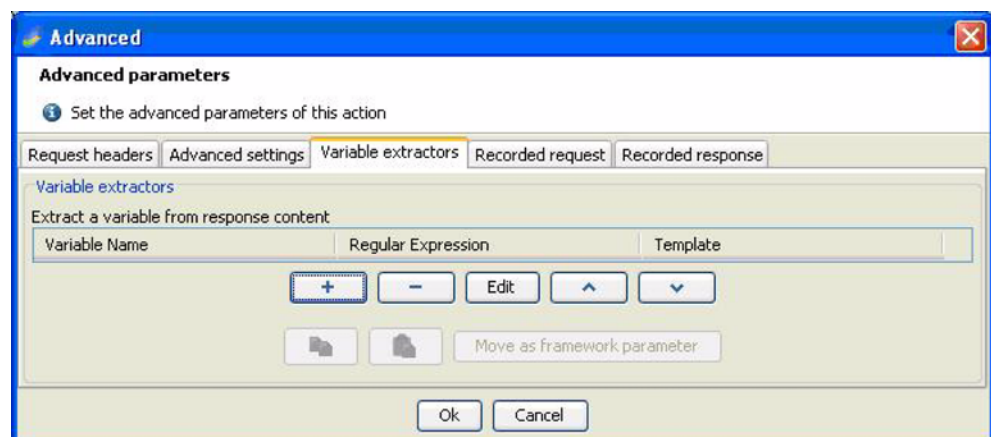 Advanced
Advanced parameters
Set the advanced parameters of this action
Request headers Advanced settings Variable extractors Recorded request Recorded response
Variable extractors
Extract a variable from response content
Variable Name Regular Expression Template
+ − Edit
Move as framework parameter
Ok Cancel